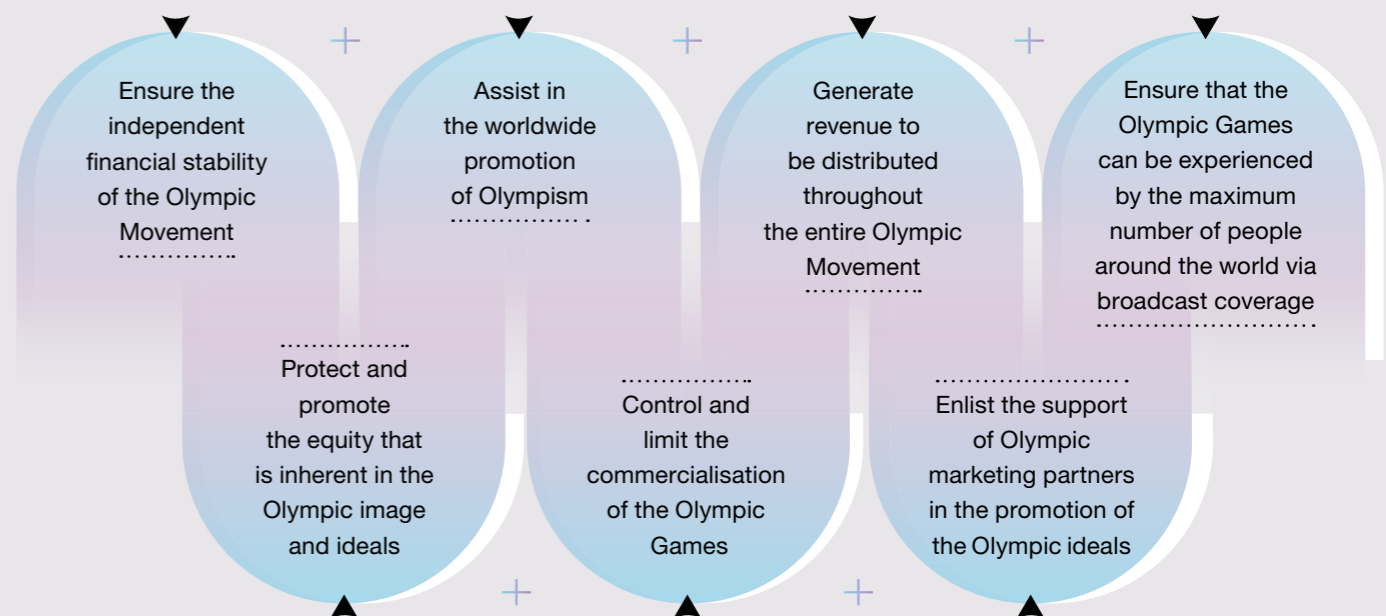 Ensure the
independent
financial stability
of the Olympic
Movement
Assist in
the worldwide
promotion
of Olympism
Generate
revenue to
be distributed
throughout
the entire Olympic
Movement
Ensure that the
Olympic Games
can be experienced
by the maximum
number of people
around the world via
broadcast coverage
Protect and
promote
the equity that
is inherent in the
Olympic image
and ideals
Control and
limit the
commercialisation
of the Olympic
Games
Enlist the support
of Olympic
marketing partners
in the promotion of
the Olympic ideals